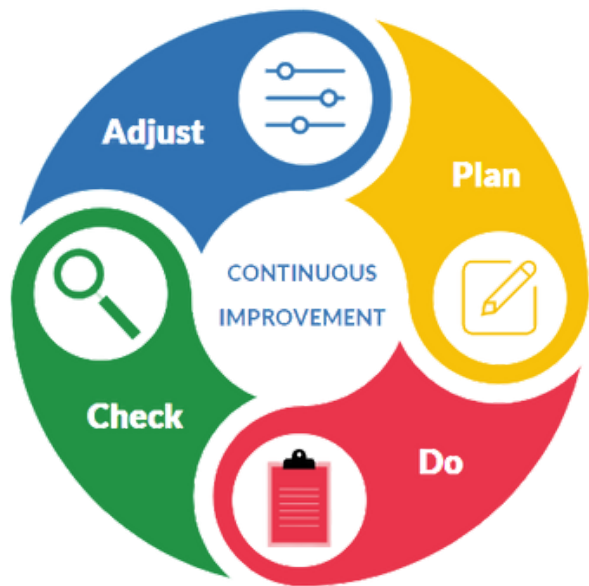 Adjust
Plan
CONTINUOUS
IMPROVEMENT
Check
Do